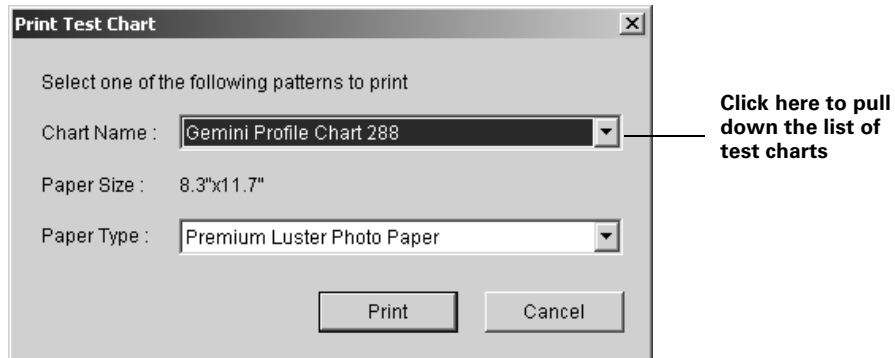 Print Test Chart
Select one of the following patterns to print
Chart Name : Gemini Profile Chart 288
Click here to pull
down the list of
test charts
Paper Size : 8.3"x11.7"
Paper Type : Premium Luster Photo Paper
Print Cancel